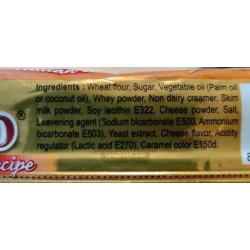 Ingredients : Wheat flour, Sugar, Vegetable oil (Palm oil
or coconut oil), Whey powder, Non dairy creamer, Skim
milk powder, Soy lecithin E322, Cheese powder, Salt,
Leavening agent (Sodium bicarbonate E500, Ammonium
bicarbonate E503), Yeast extract, Cheese flavor, Acidity
regulator (Lactic acid E270), Caramel color E150d.
®